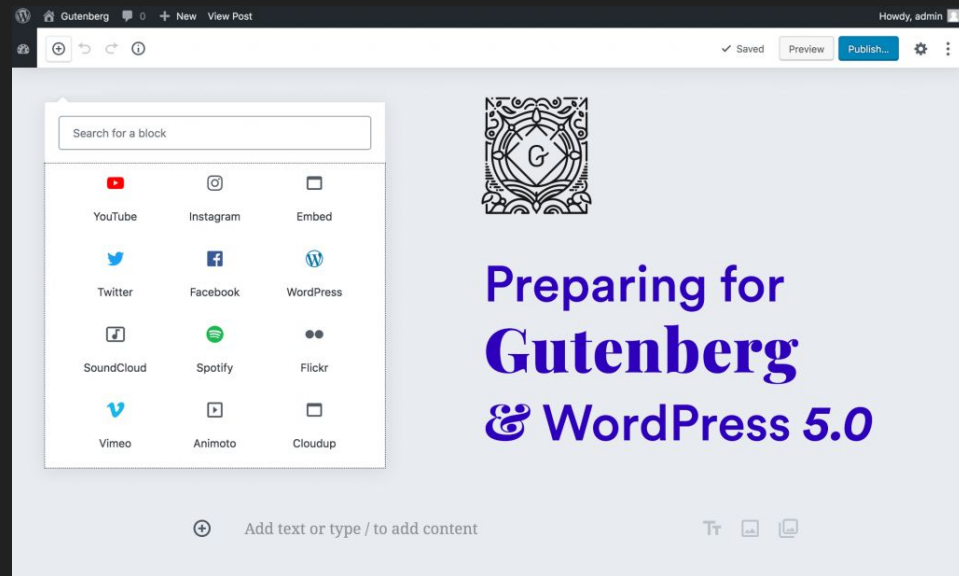 Gutenberg 0 + New View Post Howdy, admin
Saved Preview Publish...
Search for a block
YouTube Instagram Embed
Twitter Facebook WordPress
SoundCloud Spotify Flickr
Vimeo Animoto Cloudup
G
Preparing for
Gutenberg
& WordPress 5.0
Add text or type / to add content
Tт